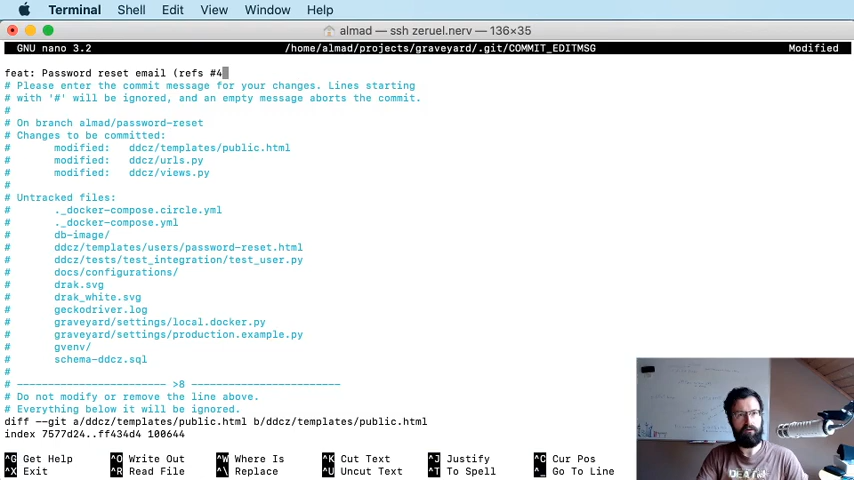 Terminal Shell Edit View Window Help
almad — ssh zeruel.nerv — 136×35
GNU nano 3.2 /home/almad/projects/graveyard/.git/COMMIT_EDITMSG Modified
feat: Password reset email (refs #4
# Please enter the commit message for your changes. Lines starting
# with '#' will be ignored, and an empty message aborts the commit.
#
# On branch almad/password-reset
# Changes to be committed:
# modified: ddcz/templates/public.html
# modified: ddcz/urls.py
# modified: ddcz/views.py
#
# Untracked files:
# ._docker-compose.circle.yml
# ._docker-compose.yml
# db-image/
# ddcz/templates/users/password-reset.html
# ddcz/tests/test_integration/test_user.py
# docs/configurations/
# drak.svg
# drak_white.svg
# geckodriver.log
# graveyard/settings/local.docker.py
# graveyard/settings/production.example.py
# gvenv/
# schema-ddcz.sql
#
# ------------------------ >8 ------------------------
# Do not modify or remove the line above.
# Everything below it will be ignored.
diff --git a/ddcz/templates/public.html b/ddcz/templates/public.html
index 7577d24..ff434d4 100644
^G Get Help ^O Write Out ^W Where Is ^K Cut Text ^J Justify ^C Cur Pos
^X Exit ^R Read File ^\ Replace ^U Uncut Text ^T To Spell ^_ Go To Line